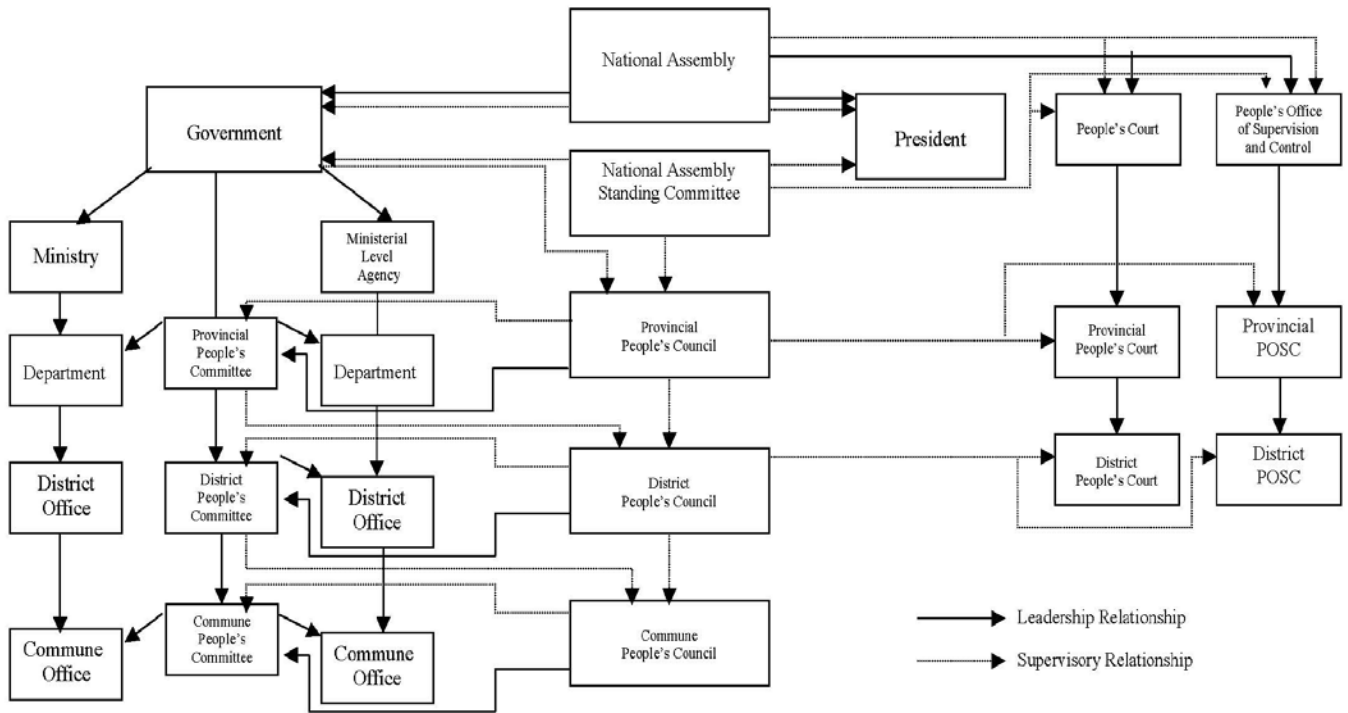 National Assembly
Government
President
People's Court
People's Office
of Supervision
and Control
National Assembly
Standing Committee
Ministry
Ministerial
Level
Agency
Department
Provincial
People's
Committee
Department
Provincial
People's Council
Provincial
People's Court
Provincial
POSC
District
Office
District
People's
Committee
District
Office
District
People's Council
District
People's Court
District
POSC
Commune
Office
Commune
People's
Committee
Commune
Office
Commune
People's Council
Leadership Relationship
Supervisory Relationship